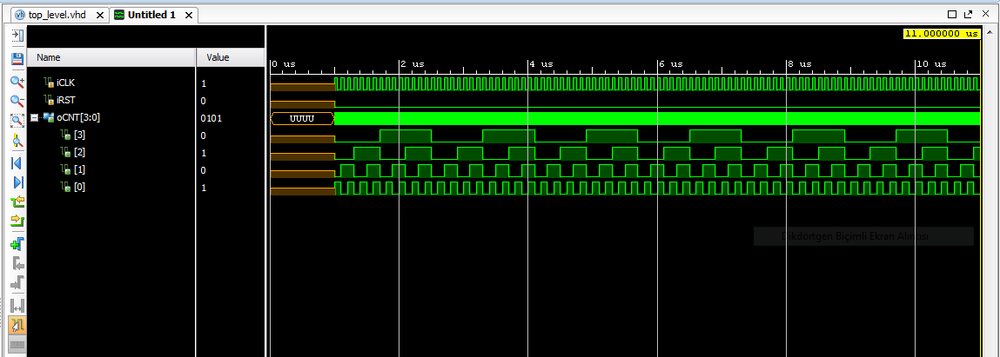 top_level.vhd Untitled 1
11.000000 us
Name Value
0 us 2 us 4 us 6 us 8 us 10 us
iCLK 1
iRST 0
oCNT[3:0] 0101 UUUU
[3] 0
[2] 1
[1] 0
[0] 1
Dikdörtgen Biçimli Ekran Alıntısı